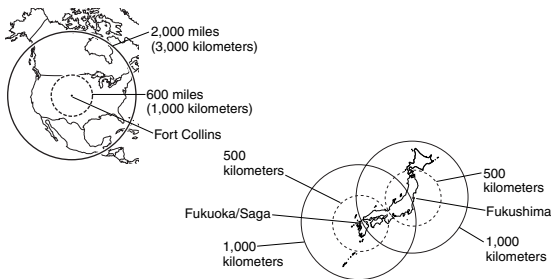 2,000 miles
(3,000 kilometers)
600 miles
(1,000 kilometers)
Fort Collins
500
kilometers
Fukuoka/Saga
1,000
kilometers
500
kilometers
Fukushima
1,000
kilometers